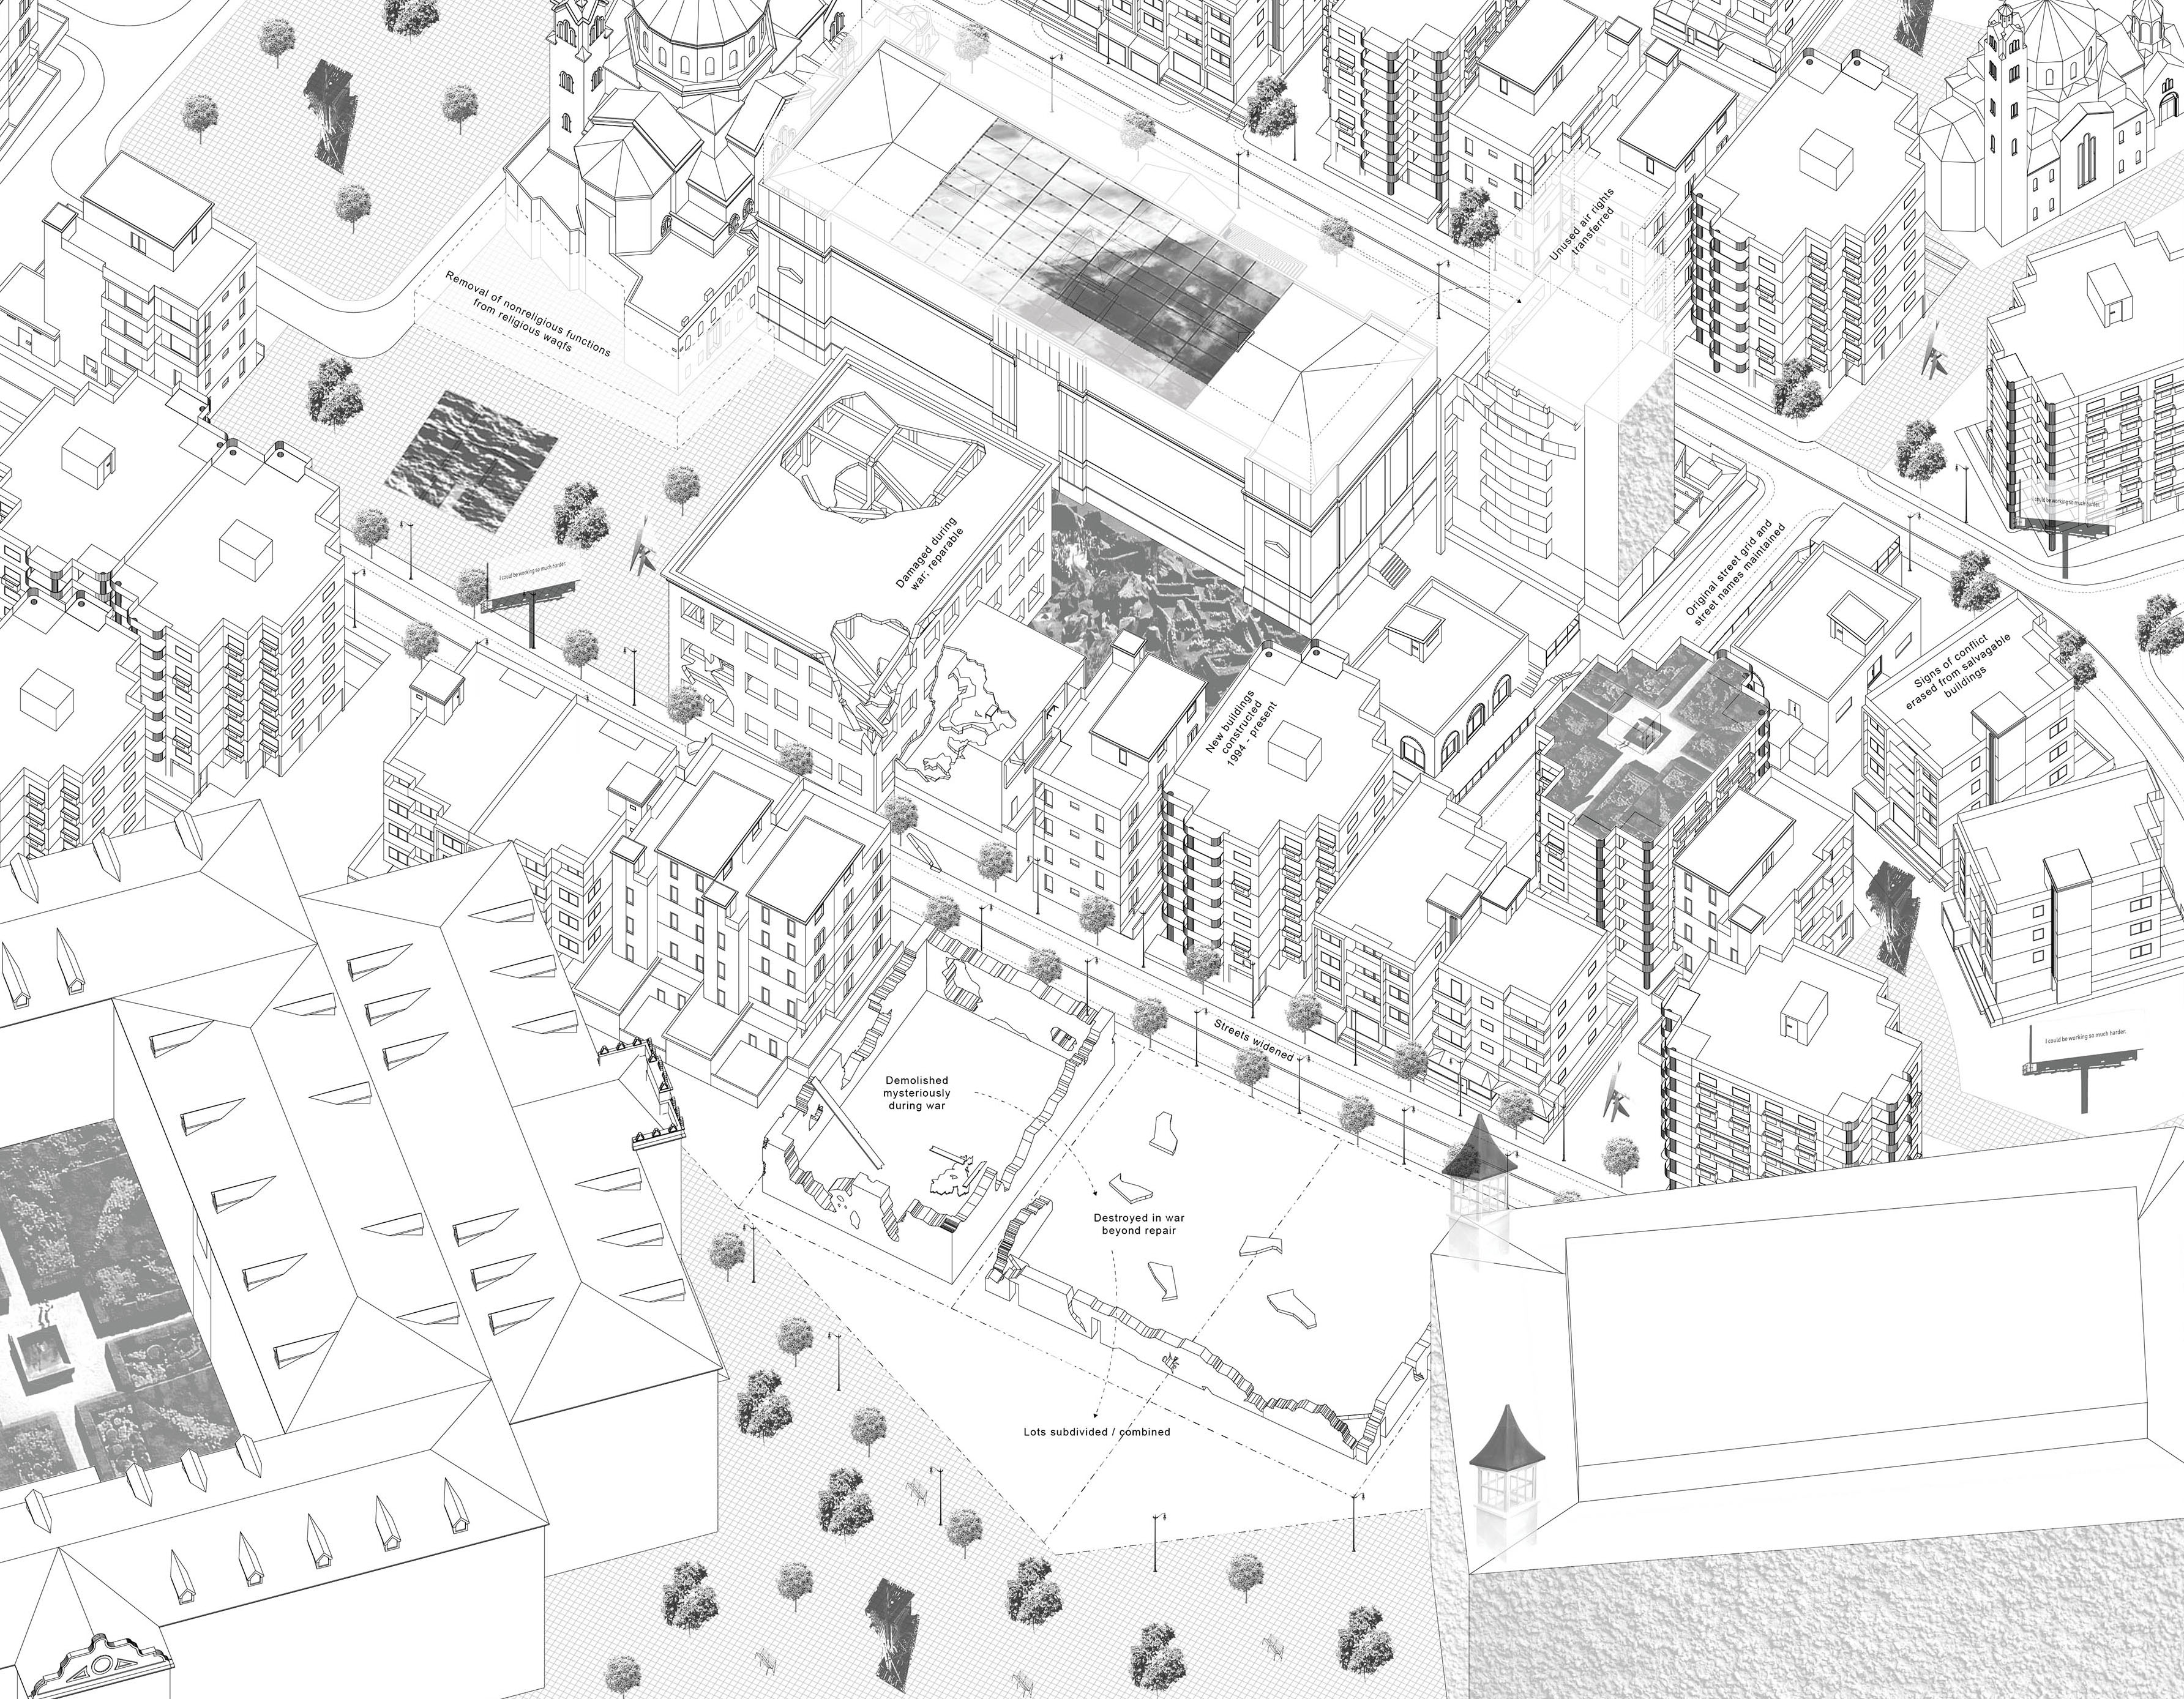 Unused air rights
transferred
Removal of nonreligious functions
from religious waqfs
I could be working so much harder.
Damaged during
war; reparable
Original street grid and
street names maintained
I could be working so much harder.
Signs of conflict
erased from salvagable
buildings
New buildings
constructed
1994 - present
Streets widened
I could be working so much harder.
Demolished
mysteriously
during war
Destroyed in war
beyond repair
Lots subdivided / combined